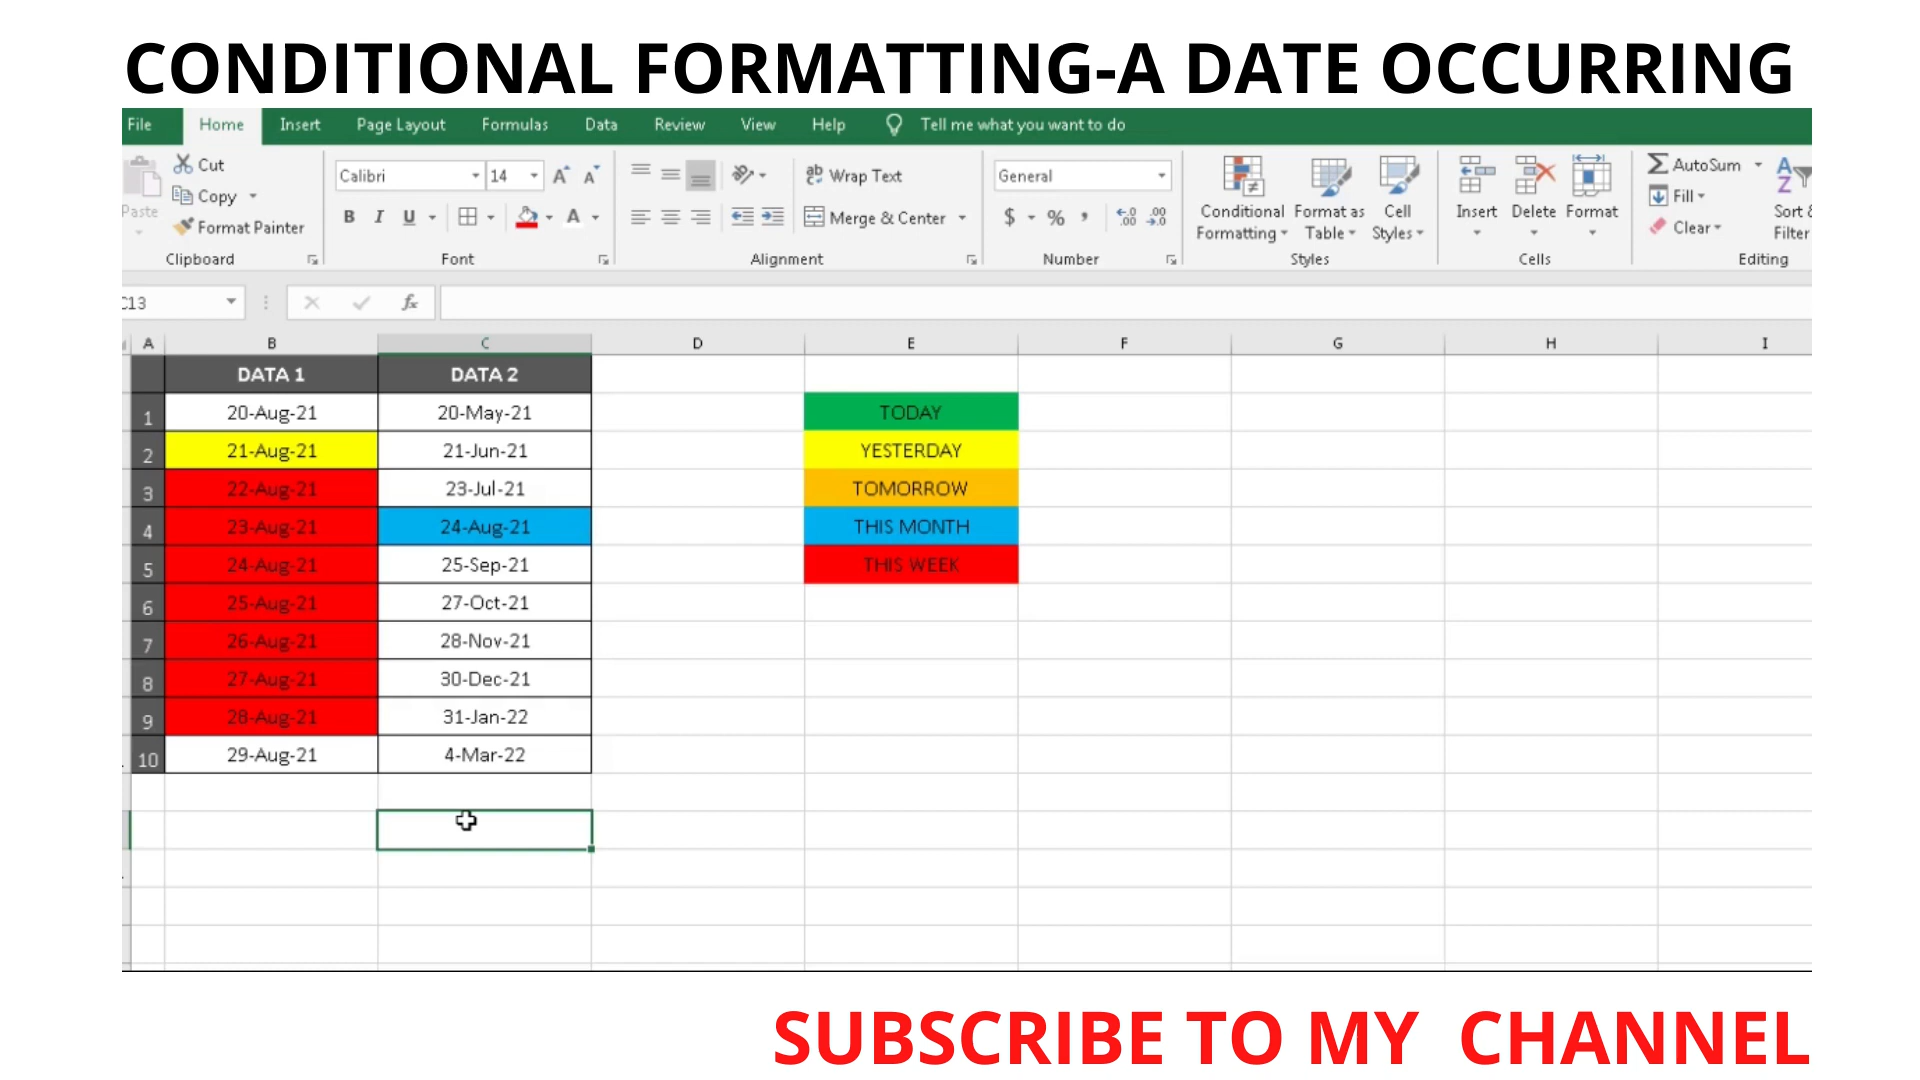 CONDITIONAL FORMATTING-A DATE OCCURRING
File Home Insert Page Layout Formulas Data Review View Help Tell me what you want to do
Paste
Cut
Copy
Format Painter
Clipboard
Calibri 14 A A
B I U A
Font
ab Wrap Text
Merge & Center
Alignment
General
$ % ,
Number
Conditional Formatting
Format as Table
Cell Styles
Styles
Insert Delete Format
Cells
AutoSum
Fill
Clear
Sort &
Filter
Editing
C13 fx
A B C D E F G H I
DATA 1 DATA 2
1 20-Aug-21 20-May-21 TODAY
2 21-Aug-21 21-Jun-21 YESTERDAY
3 22-Aug-21 23-Jul-21 TOMORROW
4 23-Aug-21 24-Aug-21 THIS MONTH
5 24-Aug-21 25-Sep-21 THIS WEEK
6 25-Aug-21 27-Oct-21
7 26-Aug-21 28-Nov-21
8 27-Aug-21 30-Dec-21
9 28-Aug-21 31-Jan-22
10 29-Aug-21 4-Mar-22
SUBSCRIBE TO MY CHANNEL